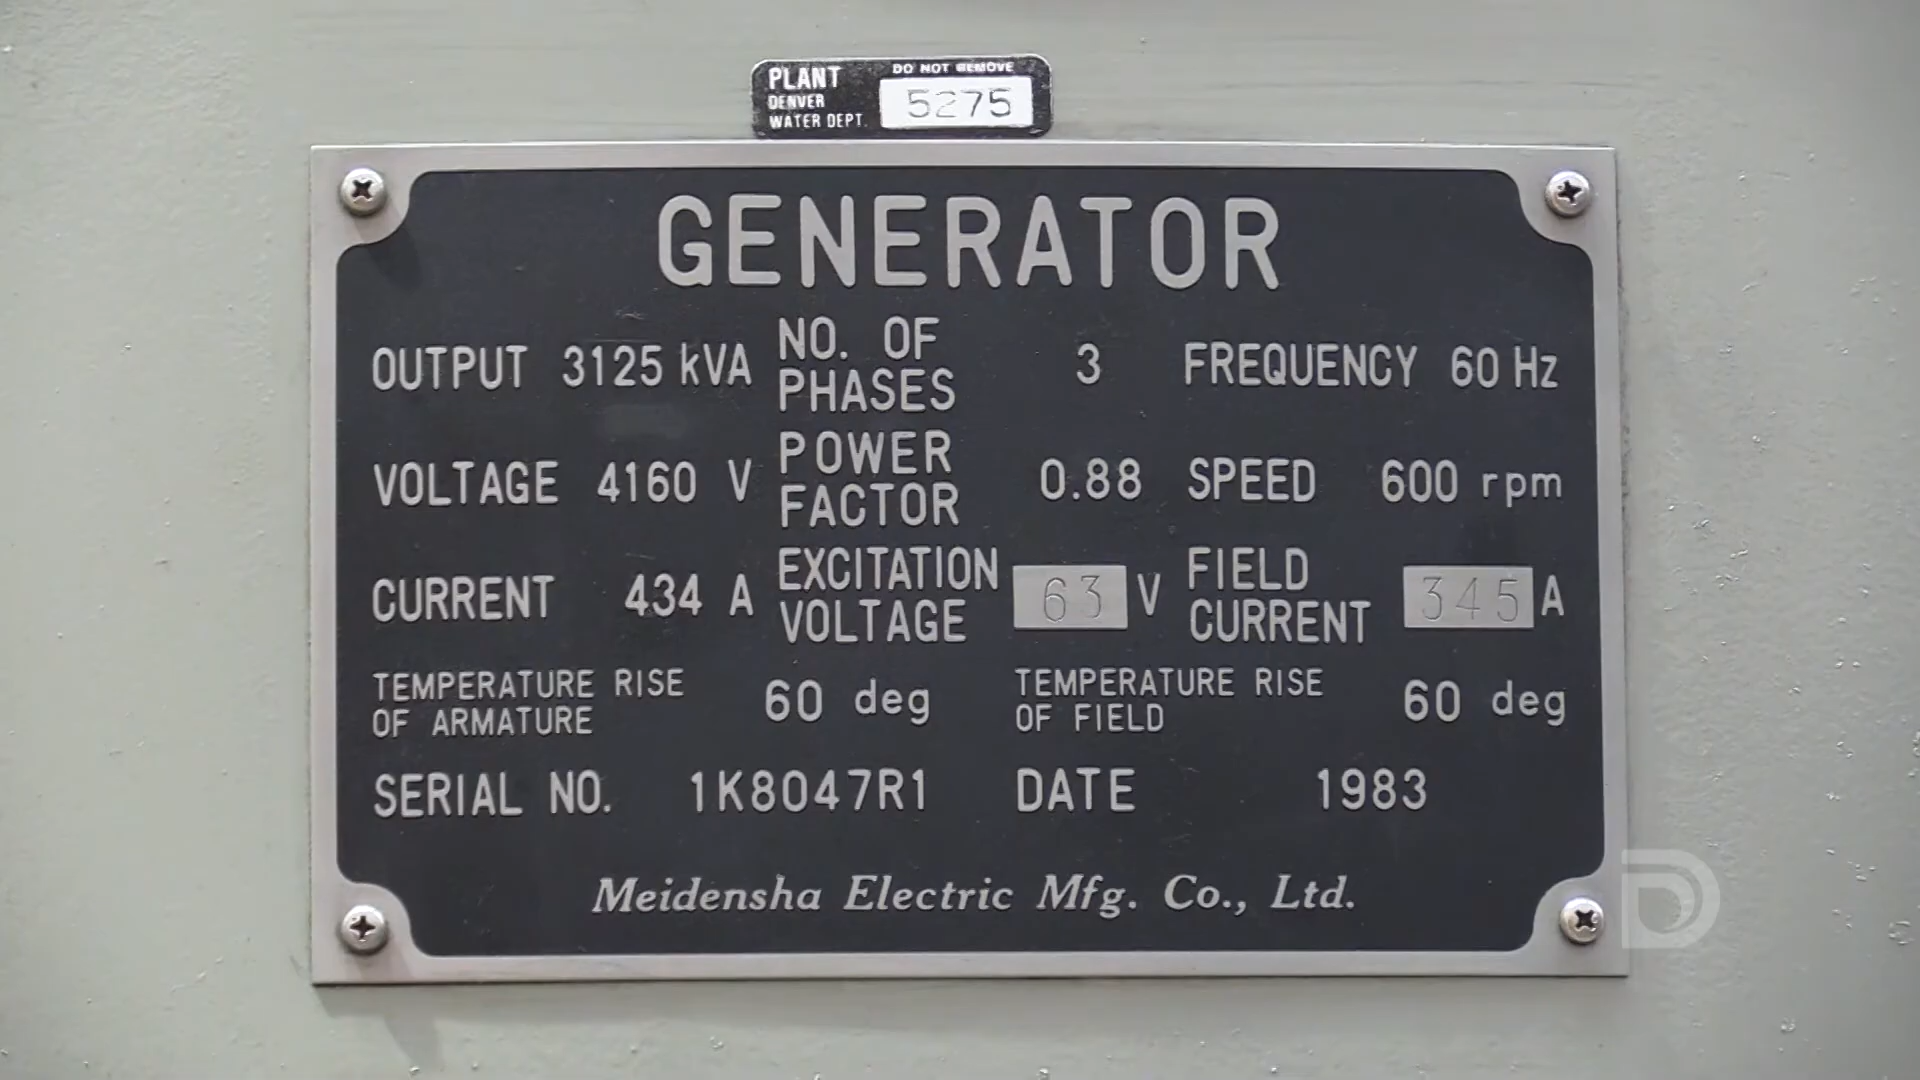 PLANT DO NOT REMOVE
DENVER
WATER DEPT. 5275
GENERATOR
OUTPUT 3125 kVA NO. OF PHASES 3 FREQUENCY 60 Hz
VOLTAGE 4160 V POWER FACTOR 0.88 SPEED 600 rpm
CURRENT 434 A EXCITATION VOLTAGE 63 V FIELD CURRENT 345 A
TEMPERATURE RISE OF ARMATURE 60 deg TEMPERATURE RISE OF FIELD 60 deg
SERIAL NO. 1K8047R1 DATE 1983
Meidensha Electric Mfg. Co., Ltd.